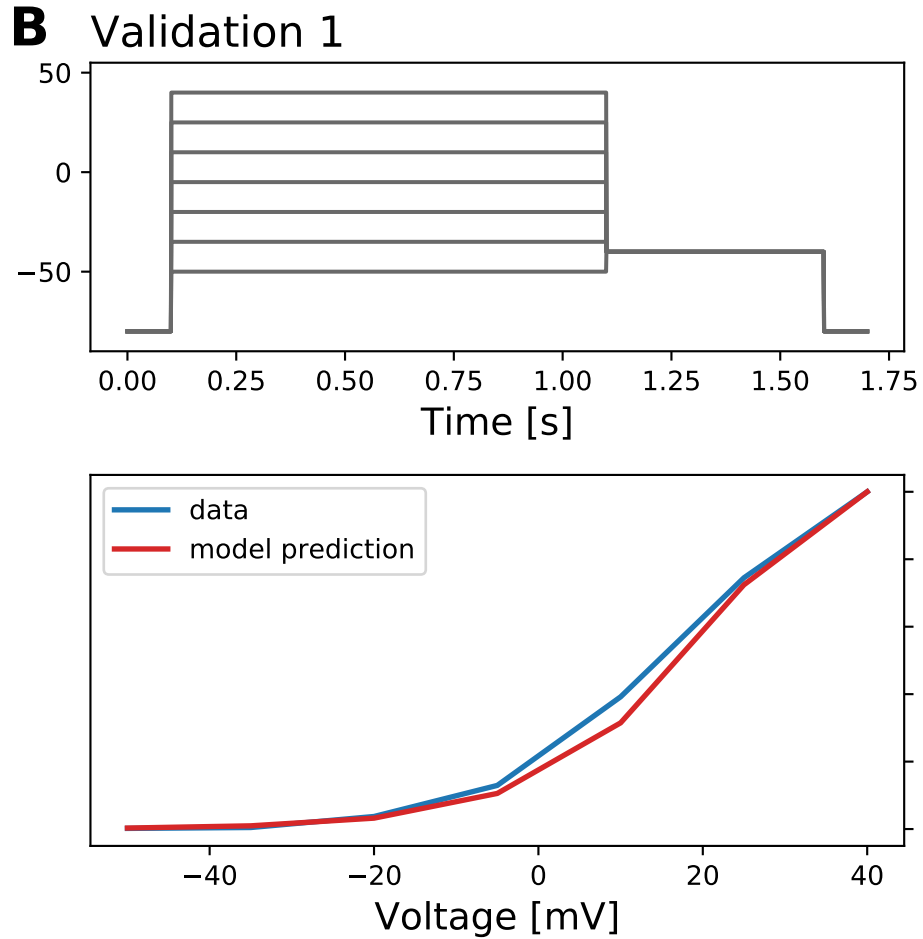 B Validation 1
50
0
−50
0.00 0.25 0.50 0.75 1.00 1.25 1.50 1.75
Time [s]
data
model prediction
−40 −20 0 20 40
Voltage [mV]